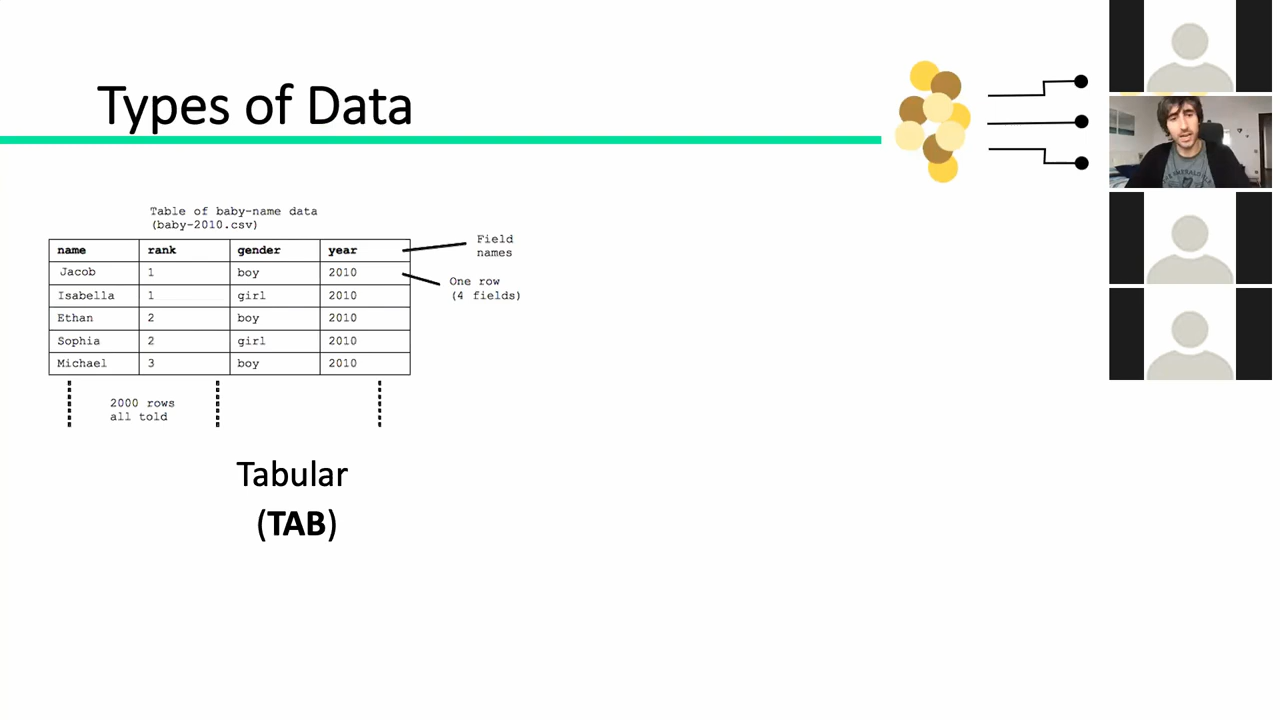 Types of Data
Table of baby-name data
(baby-2010.csv)
name rank gender year
Jacob 1 boy 2010
Isabella 1 girl 2010
Ethan 2 boy 2010
Sophia 2 girl 2010
Michael 3 boy 2010
Field
names
One row
(4 fields)
2000 rows
all told
Tabular
(TAB)